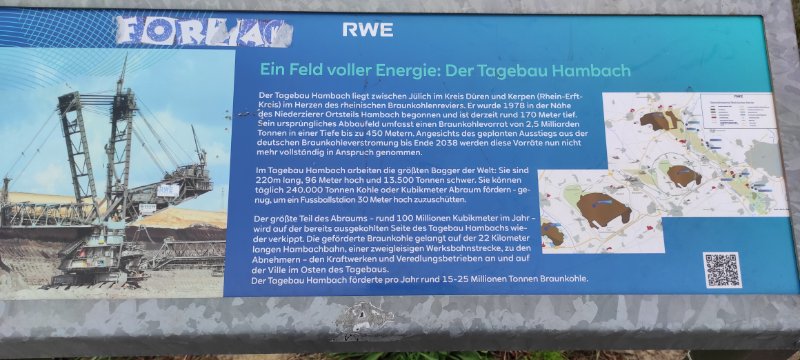 FORMAL
RWE
Ein Feld voller Energie: Der Tagebau Hambach
Der Tagebau Hambach liegt zwischen Jülich im Kreis Düren und Kerpen (Rhein-Erft-
Kreis) im Herzen des rheinischen Braunkohlenreviers. Er wurde 1978 in der Nähe
des Niederzierer Ortsteils Hambach begonnen und ist derzeit rund 170 Meter tief.
Sein ursprüngliches Abbaufeld umfasst einen Braunkohlevorrat von 2,5 Milliarden
Tonnen in einer Tiefe bis zu 450 Metern. Angesichts des geplanten Ausstiegs aus der
deutschen Braunkohleverstromung bis Ende 2038 werden diese Vorräte nun nicht
mehr vollständig in Anspruch genommen.
Im Tagebau Hambach arbeiten die größten Bagger der Welt: Sie sind
220m lang, 96 Meter hoch und 13.500 Tonnen schwer. Sie können
täglich 240.000 Tonnen Kohle oder Kubikmeter Abraum fördern - ge-
nug, um ein Fussballstadion 30 Meter hoch zuzuschütten.
Der größte Teil des Abraums - rund 100 Millionen Kubikmeter im Jahr -
wird auf der bereits ausgekohlten Seite des Tagebau Hambachs wie-
der verkippt. Die geförderte Braunkohle gelangt auf der 22 Kilometer
langen Hambachbahn, einer zweigleisigen Werksbahnstrecke, zu den
Abnehmern - den Kraftwerken und Veredlungsbetrieben an und auf
der Ville im Osten des Tagebaus.
Der Tagebau Hambach förderte pro Jahr rund 15-25 Millionen Tonnen Braunkohle.
RWE